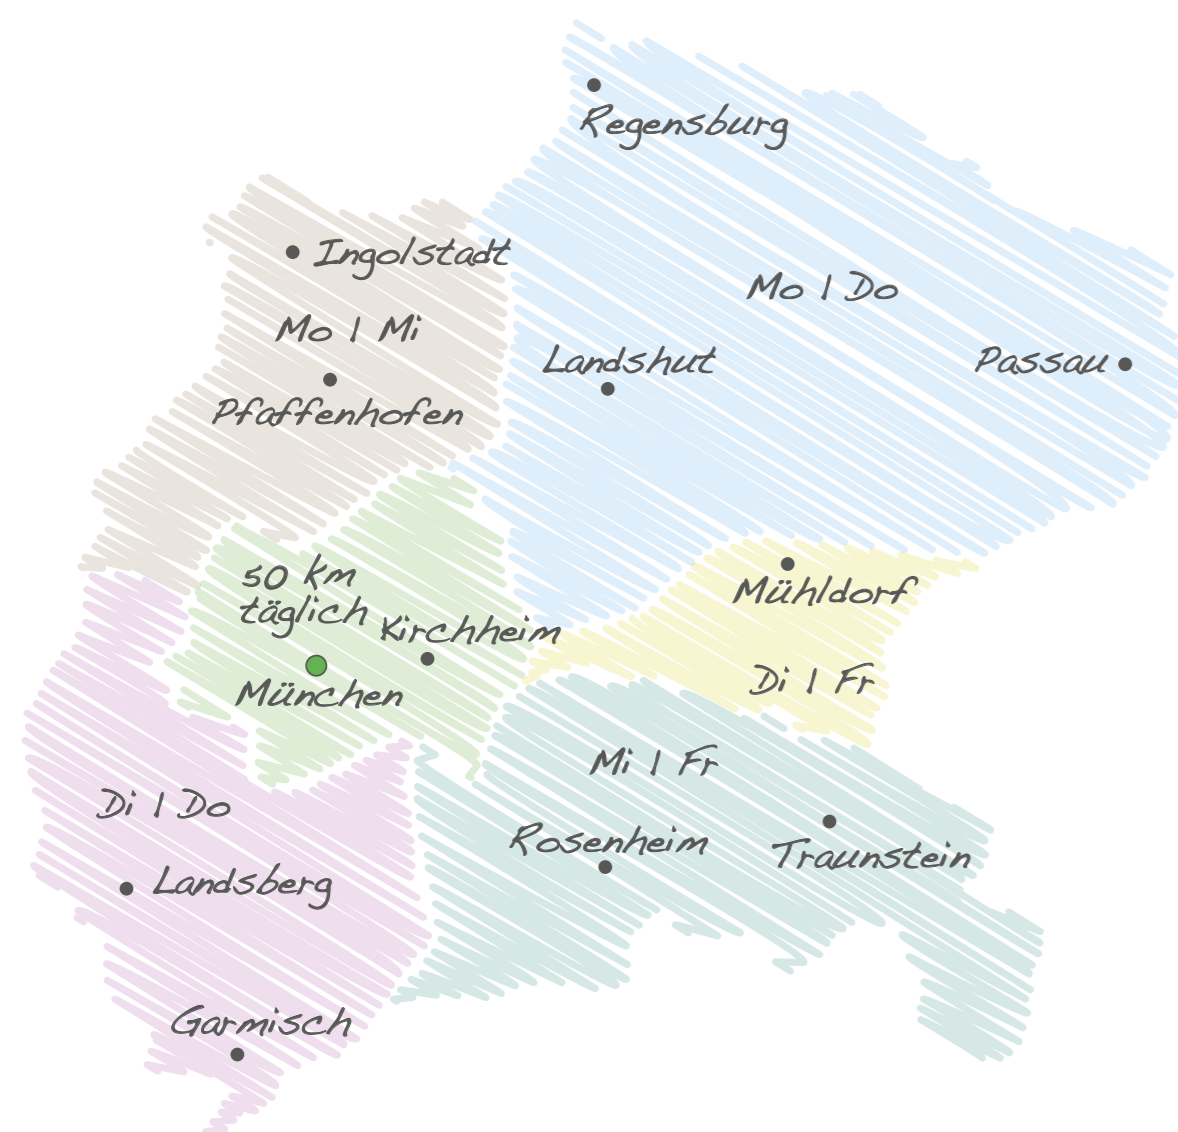 Regensburg
Ingolstadt
Mo | Do
Mo | Mi
Landshut
Passau
Pfaffenhofen
50 km
täglich
Kirchheim
Mühldorf
München
Di | Fr
Mi | Fr
Di | Do
Rosenheim
Traunstein
Landsberg
Garmisch